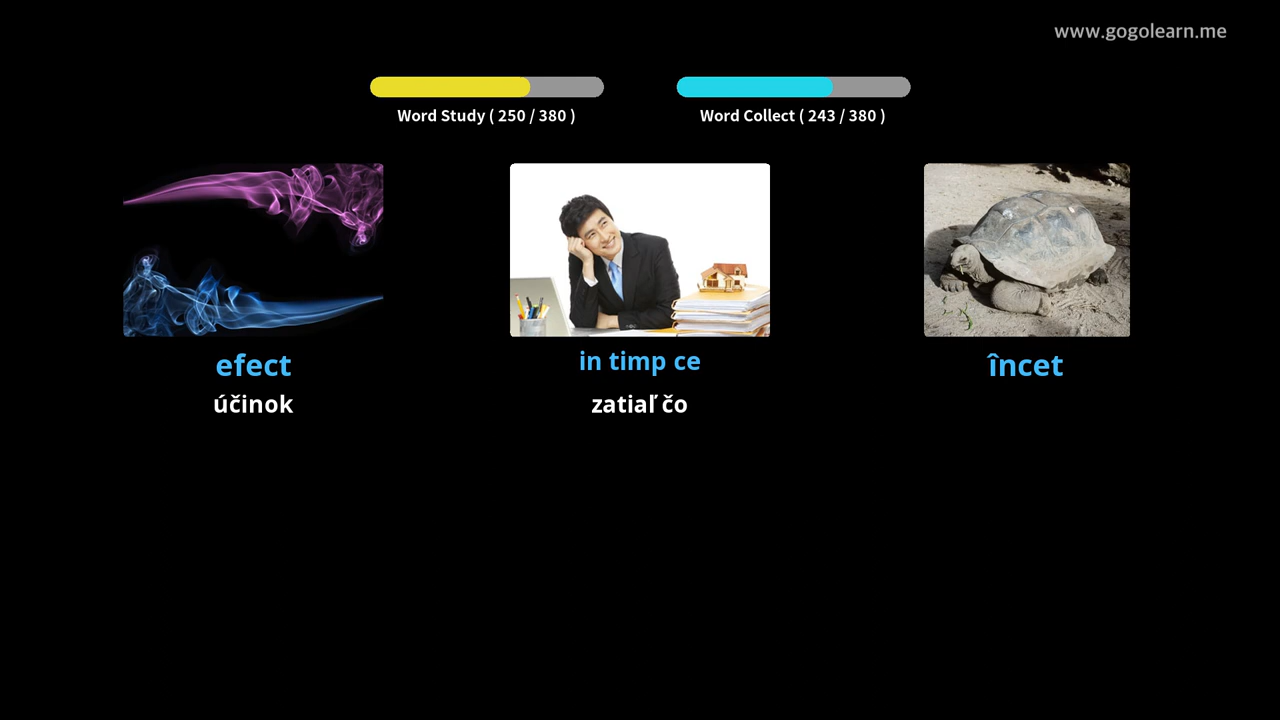 www.gogolearn.me
Word Study ( 250 / 380 )
Word Collect ( 243 / 380 )
efect
in timp ce
încet
účinok
zatiaľ čo